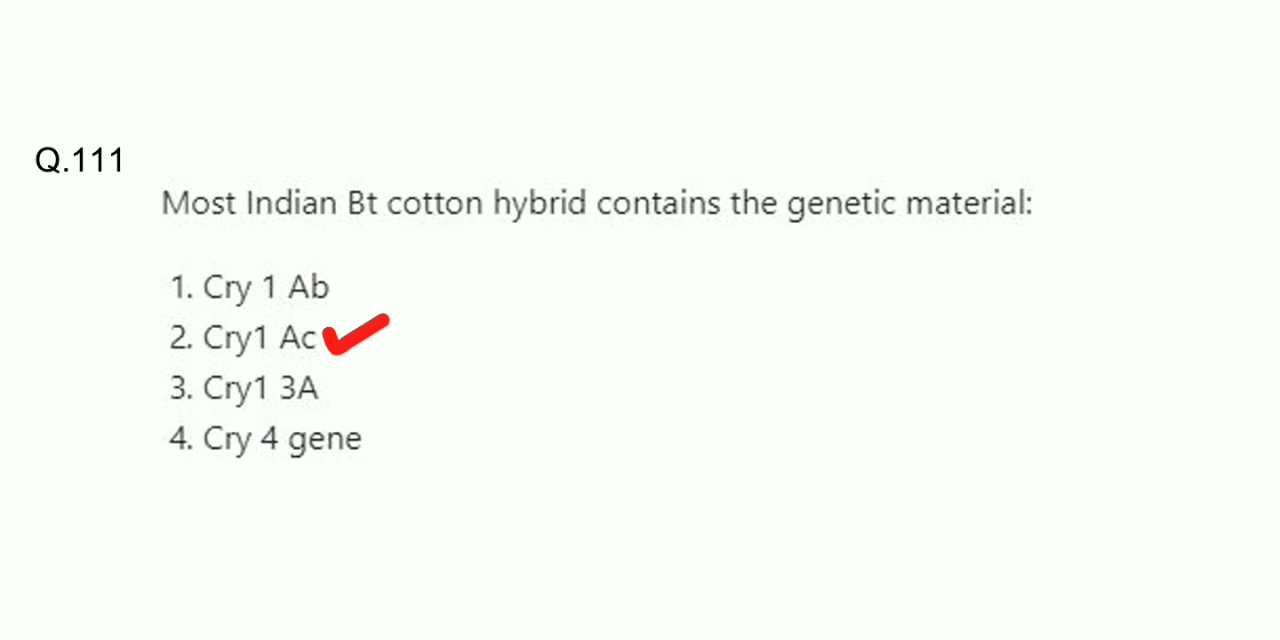 Q.111
Most Indian Bt cotton hybrid contains the genetic material:
1. Cry 1 Ab
2. Cry1 Ac
3. Cry1 3A
4. Cry 4 gene